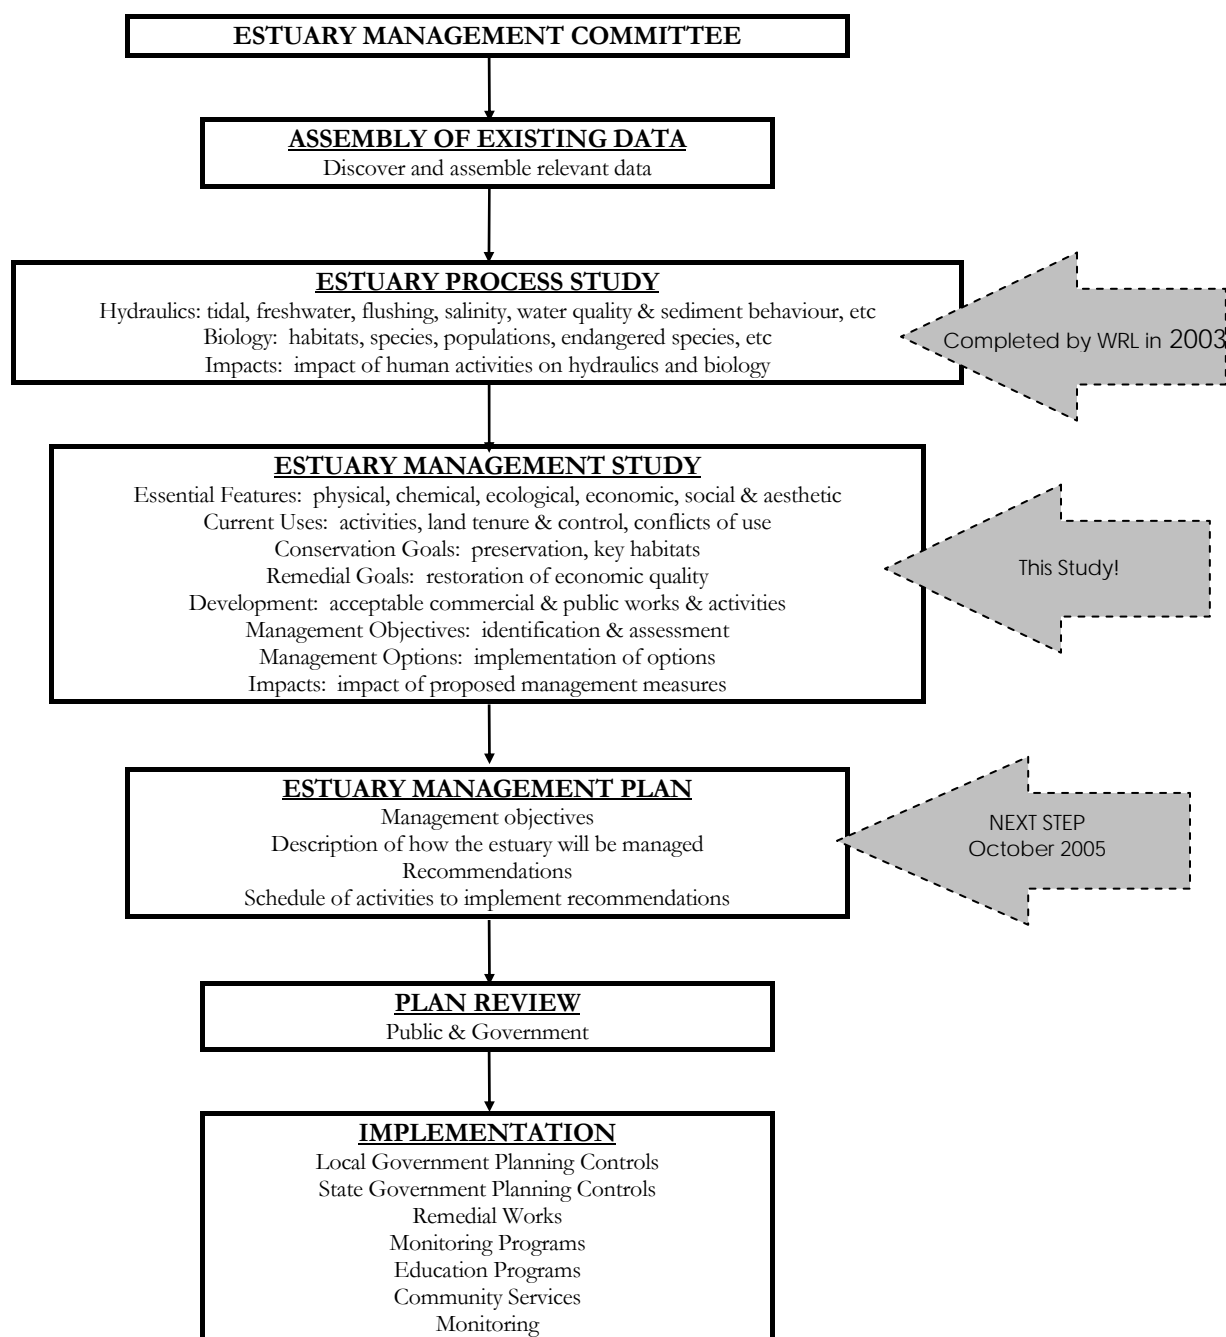 ESTUARY MANAGEMENT COMMITTEE
ASSEMBLY OF EXISTING DATA
Discover and assemble relevant data
ESTUARY PROCESS STUDY
Hydraulics: tidal, freshwater, flushing, salinity, water quality & sediment behaviour, etc
Biology: habitats, species, populations, endangered species, etc
Impacts: impact of human activities on hydraulics and biology
Completed by WRL in 2003
ESTUARY MANAGEMENT STUDY
Essential Features: physical, chemical, ecological, economic, social & aesthetic
Current Uses: activities, land tenure & control, conflicts of use
Conservation Goals: preservation, key habitats
Remedial Goals: restoration of economic quality
Development: acceptable commercial & public works & activities
Management Objectives: identification & assessment
Management Options: implementation of options
Impacts: impact of proposed management measures
This Study!
ESTUARY MANAGEMENT PLAN
Management objectives
Description of how the estuary will be managed
Recommendations
Schedule of activities to implement recommendations
NEXT STEP
October 2005
PLAN REVIEW
Public & Government
IMPLEMENTATION
Local Government Planning Controls
State Government Planning Controls
Remedial Works
Monitoring Programs
Education Programs
Community Services
Monitoring